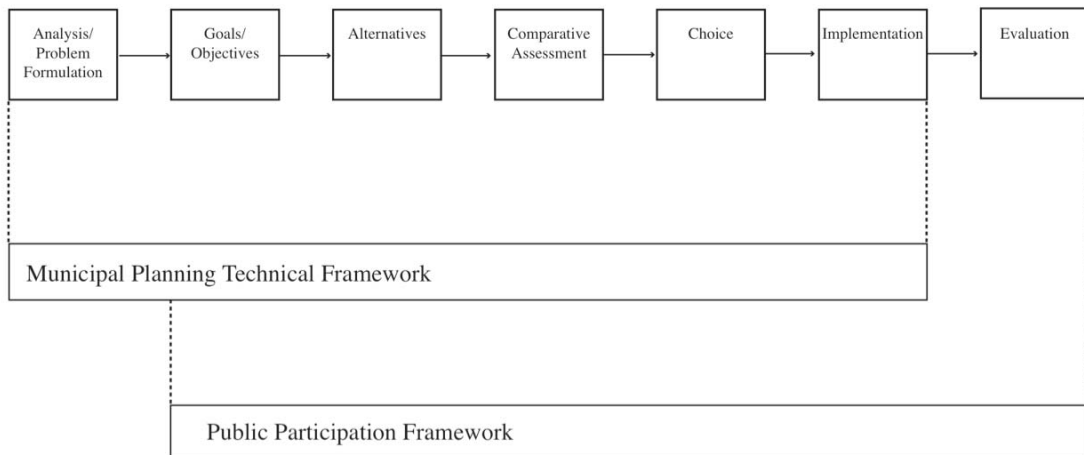 Analysis/
Problem
Formulation
Goals/
Objectives
Alternatives
Comparative
Assessment
Choice
Implementation
Evaluation
Municipal Planning Technical Framework
Public Participation Framework